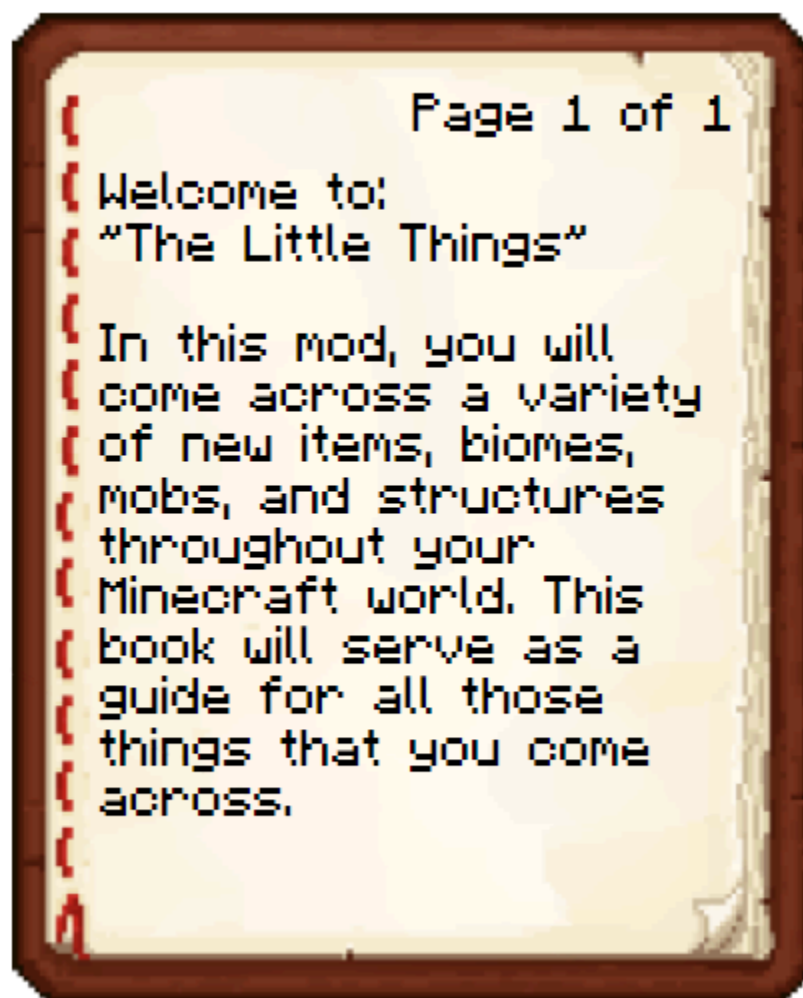 Page 1 of 1
Welcome to:
"The Little Things"
In this mod, you will
come across a variety
of new items, biomes,
mobs, and structures
throughout your
Minecraft world. This
book will serve as a
guide for all those
things that you come
across.